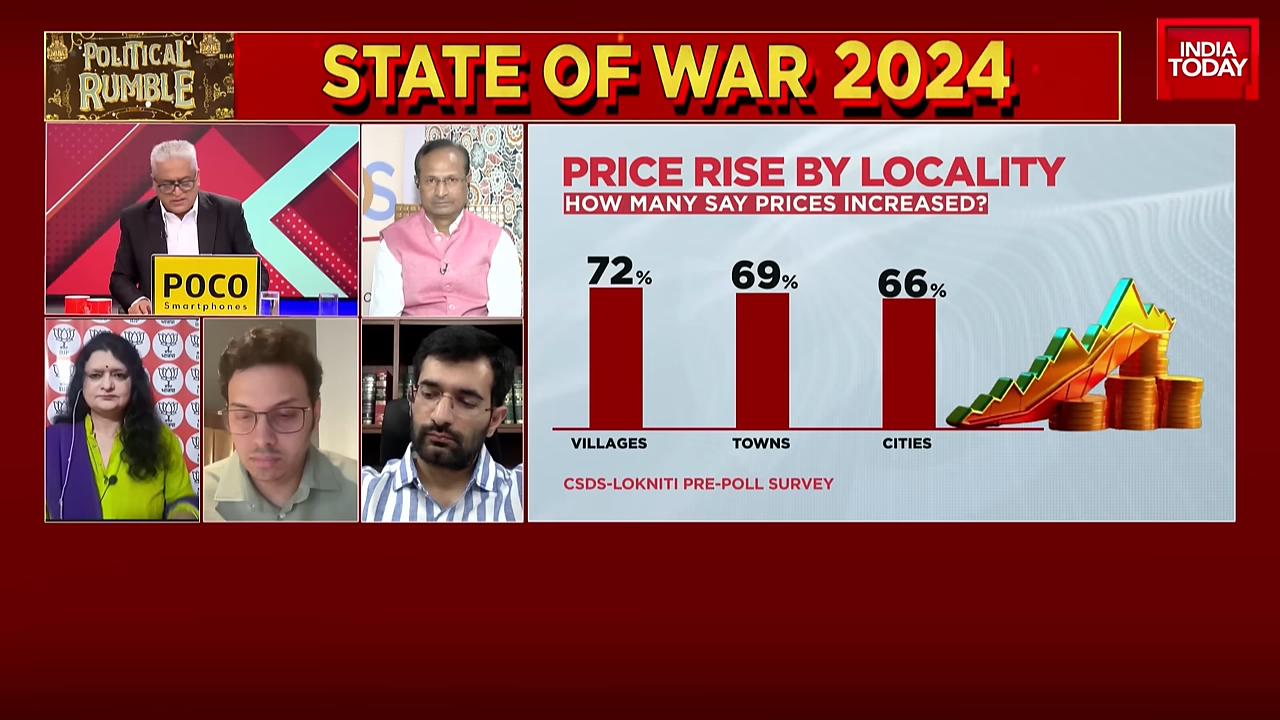 POLITICAL
RUMBLE
STATE OF WAR 2024
INDIA
TODAY
POCO
Smartphones
S
PRICE RISE BY LOCALITY
HOW MANY SAY PRICES INCREASED?
72%
69%
66%
VILLAGES
TOWNS
CITIES
CSDS-LOKNITI PRE-POLL SURVEY